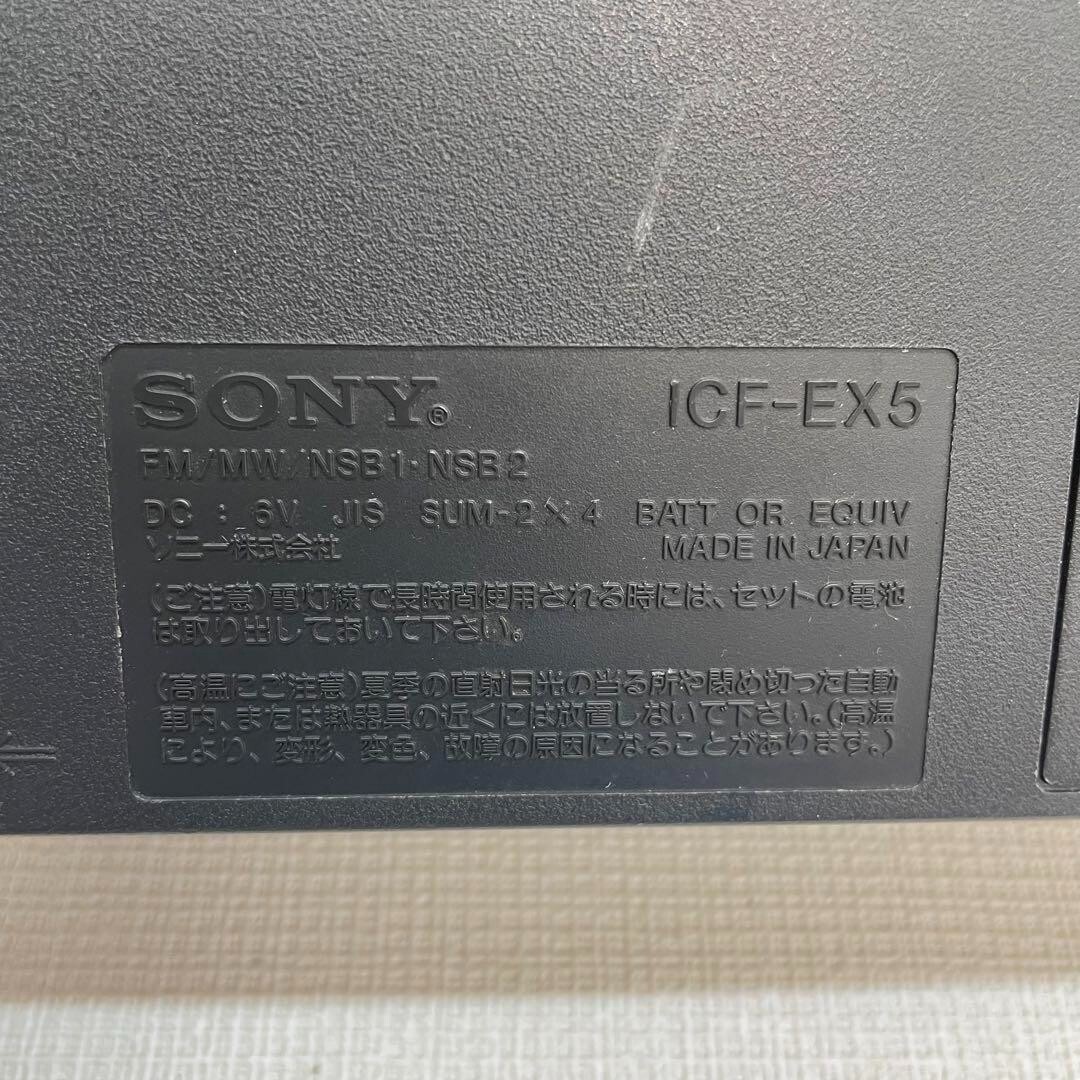 SONY® ICF-EX5
FM/MW/NSB1·NSB2
DC : 6V JIS SUM-2×4 BATT OR EQUIV
ソニー株式会社 MADE IN JAPAN
(ご注意)電灯線で長時間使用される時には、セットの電池
は取り出しておいて下さい。
(高温にご注意)夏季の直射日光の当る所や閉め切った自動
車内、または熱器具の近くには放置しないで下さい。(高温
により、変形、変色、故障の原因になることがあります。)